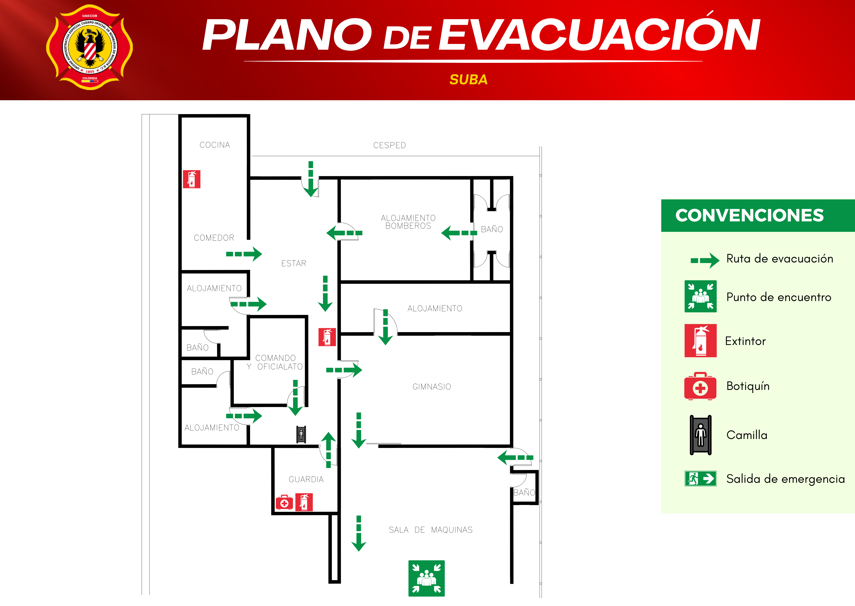 PLANO DE EVACUACIÓN
SUBA
COCINA
CESPED
COMEDOR
ALOJAMIENTO
BOMBEROS
BAÑO
ESTAR
ALOJAMIENTO
ALOJAMIENTO
BAÑO
COMANDO
Y OFICIALATO
BAÑO
GIMNASIO
ALOJAMIENTO
GUARDIA
BAÑO
SALA DE MAQUINAS
CONVENCIONES
Ruta de evacuación
Punto de encuentro
Extintor
Botiquín
Camilla
Salida de emergencia